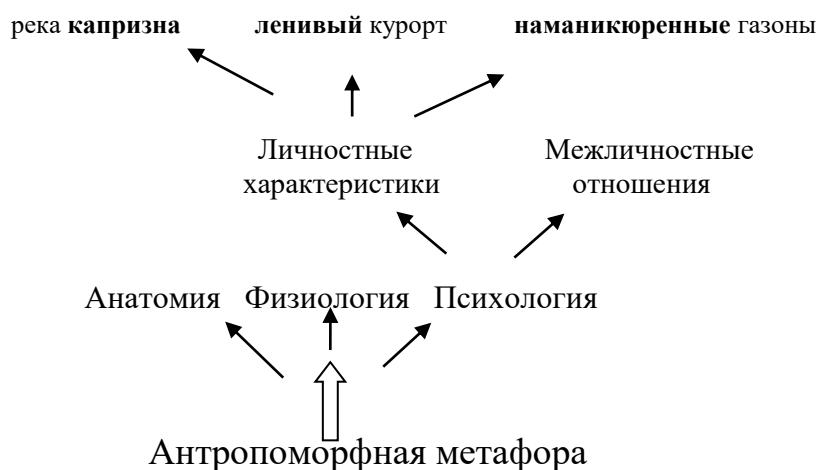 река капризна ленивый курорт наманикюренные газоны
Личностные Межличностные
характеристики отношения
Анатомия Физиология Психология
Антропоморфная метафора